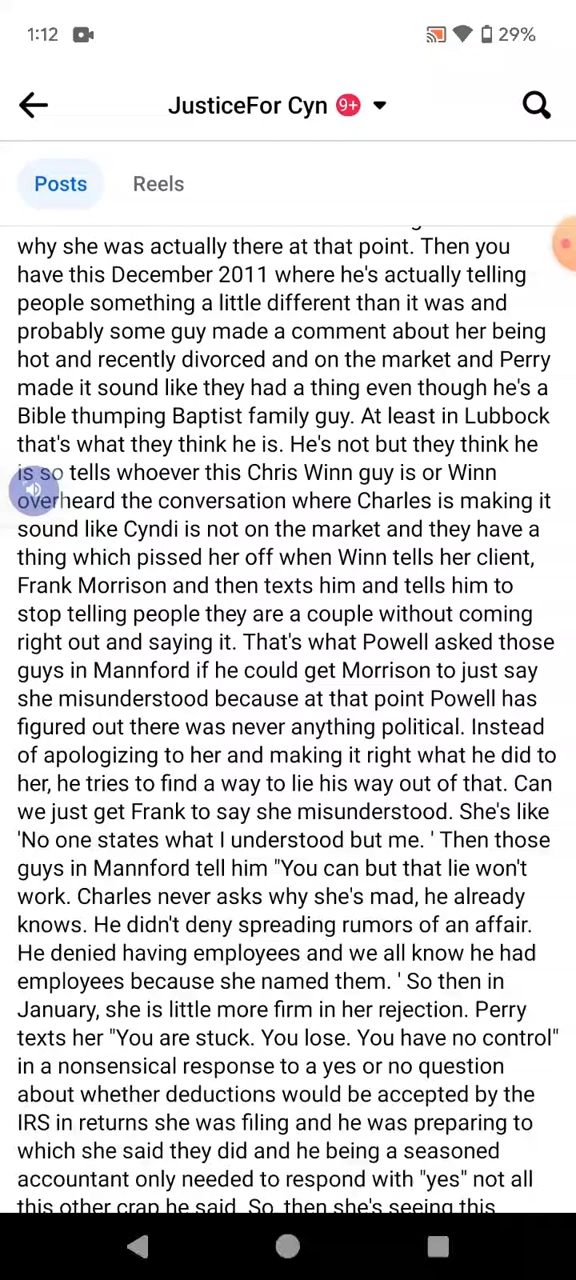 1:12
29%
JusticeFor Cyn 9+
Posts Reels
why she was actually there at that point. Then you
have this December 2011 where he's actually telling
people something a little different than it was and
probably some guy made a comment about her being
hot and recently divorced and on the market and Perry
made it sound like they had a thing even though he's a
Bible thumping Baptist family guy. At least in Lubbock
that's what they think he is. He's not but they think he
is so tells whoever this Chris Winn guy is or Winn
overheard the conversation where Charles is making it
sound like Cyndi is not on the market and they have a
thing which pissed her off when Winn tells her client,
Frank Morrison and then texts him and tells him to
stop telling people they are a couple without coming
right out and saying it. That's what Powell asked those
guys in Mannford if he could get Morrison to just say
she misunderstood because at that point Powell has
figured out there was never anything political. Instead
of apologizing to her and making it right what he did to
her, he tries to find a way to lie his way out of that. Can
we just get Frank to say she misunderstood. She's like
'No one states what I understood but me. ' Then those
guys in Mannford tell him "You can but that lie won't
work. Charles never asks why she's mad, he already
knows. He didn't deny spreading rumors of an affair.
He denied having employees and we all know he had
employees because she named them. ' So then in
January, she is little more firm in her rejection. Perry
texts her "You are stuck. You lose. You have no control"
in a nonsensical response to a yes or no question
about whether deductions would be accepted by the
IRS in returns she was filing and he was preparing to
which she said they did and he being a seasoned
accountant only needed to respond with "yes" not all
this other crap he said. So, then she's seeing this